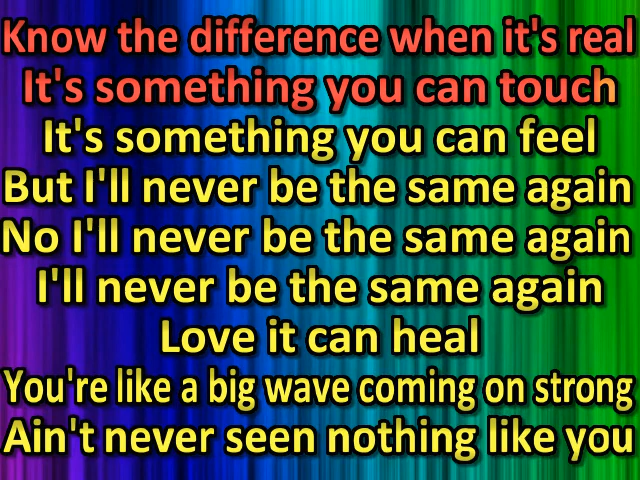 Know the difference when it's real
It's something you can touch
It's something you can feel
But I'll never be the same again
No I'll never be the same again
I'll never be the same again
Love it can heal
You're like a big wave coming on strong
Ain't never seen nothing like you